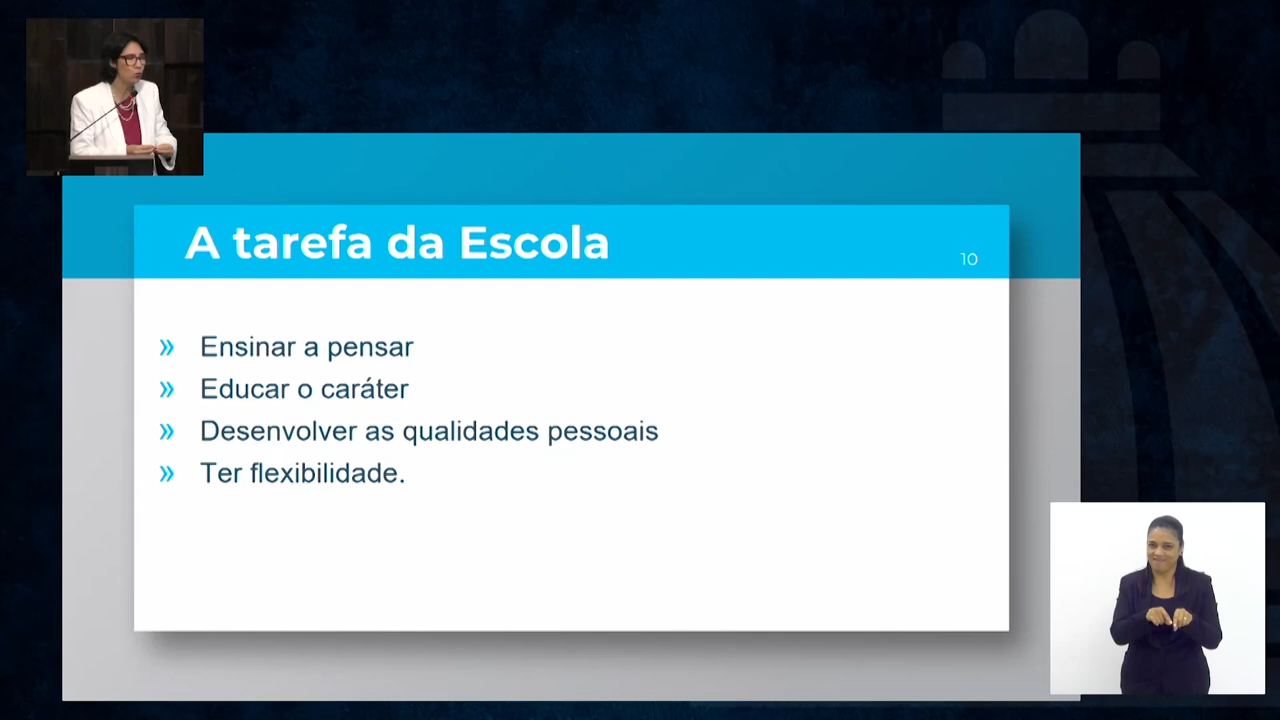 A tarefa da Escola
10
» Ensinar a pensar
» Educar o caráter
» Desenvolver as qualidades pessoais
» Ter flexibilidade.